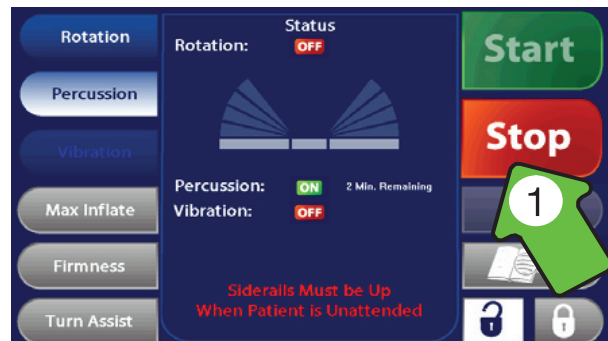 Rotation
Percussion
Vibration
Max Inflate
Firmness
Turn Assist
Status
Rotation: OFF
Percussion: ON 2 Min. Remaining
Vibration: OFF
Siderails Must be Up
When Patient is Unattended
Start
Stop
1